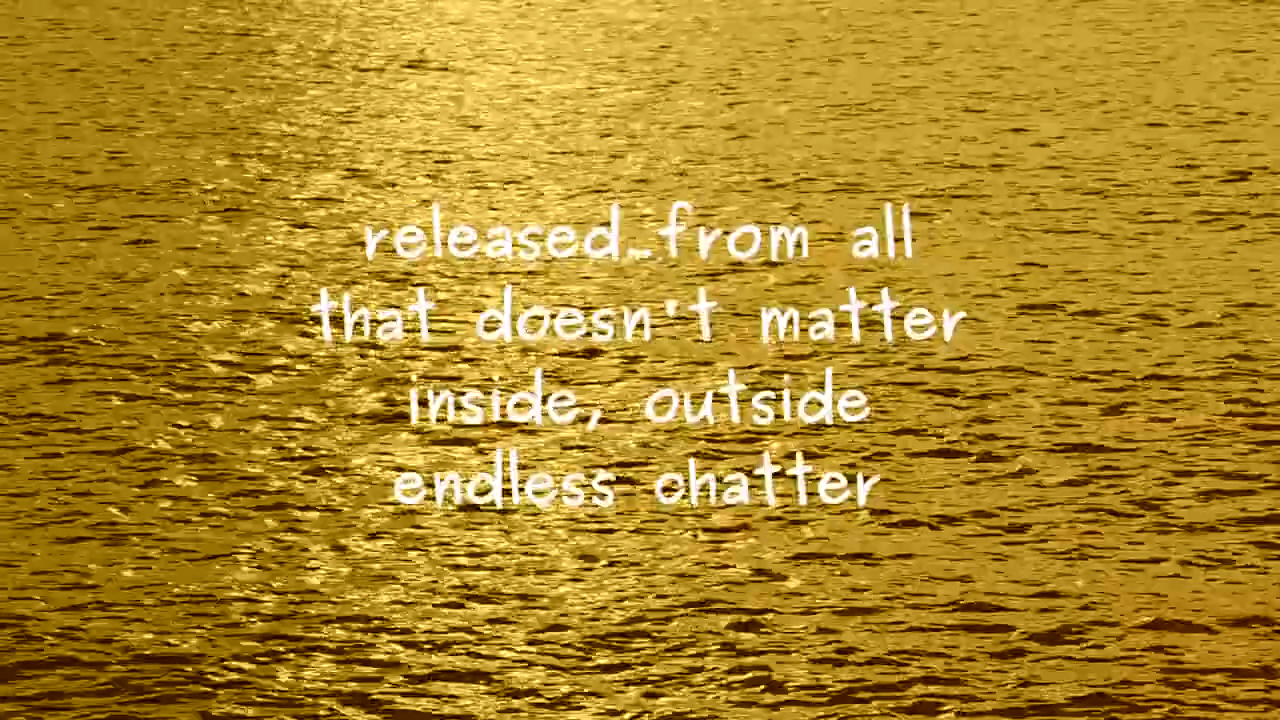 released from all
that doesn't matter
inside, outside
endless chatter